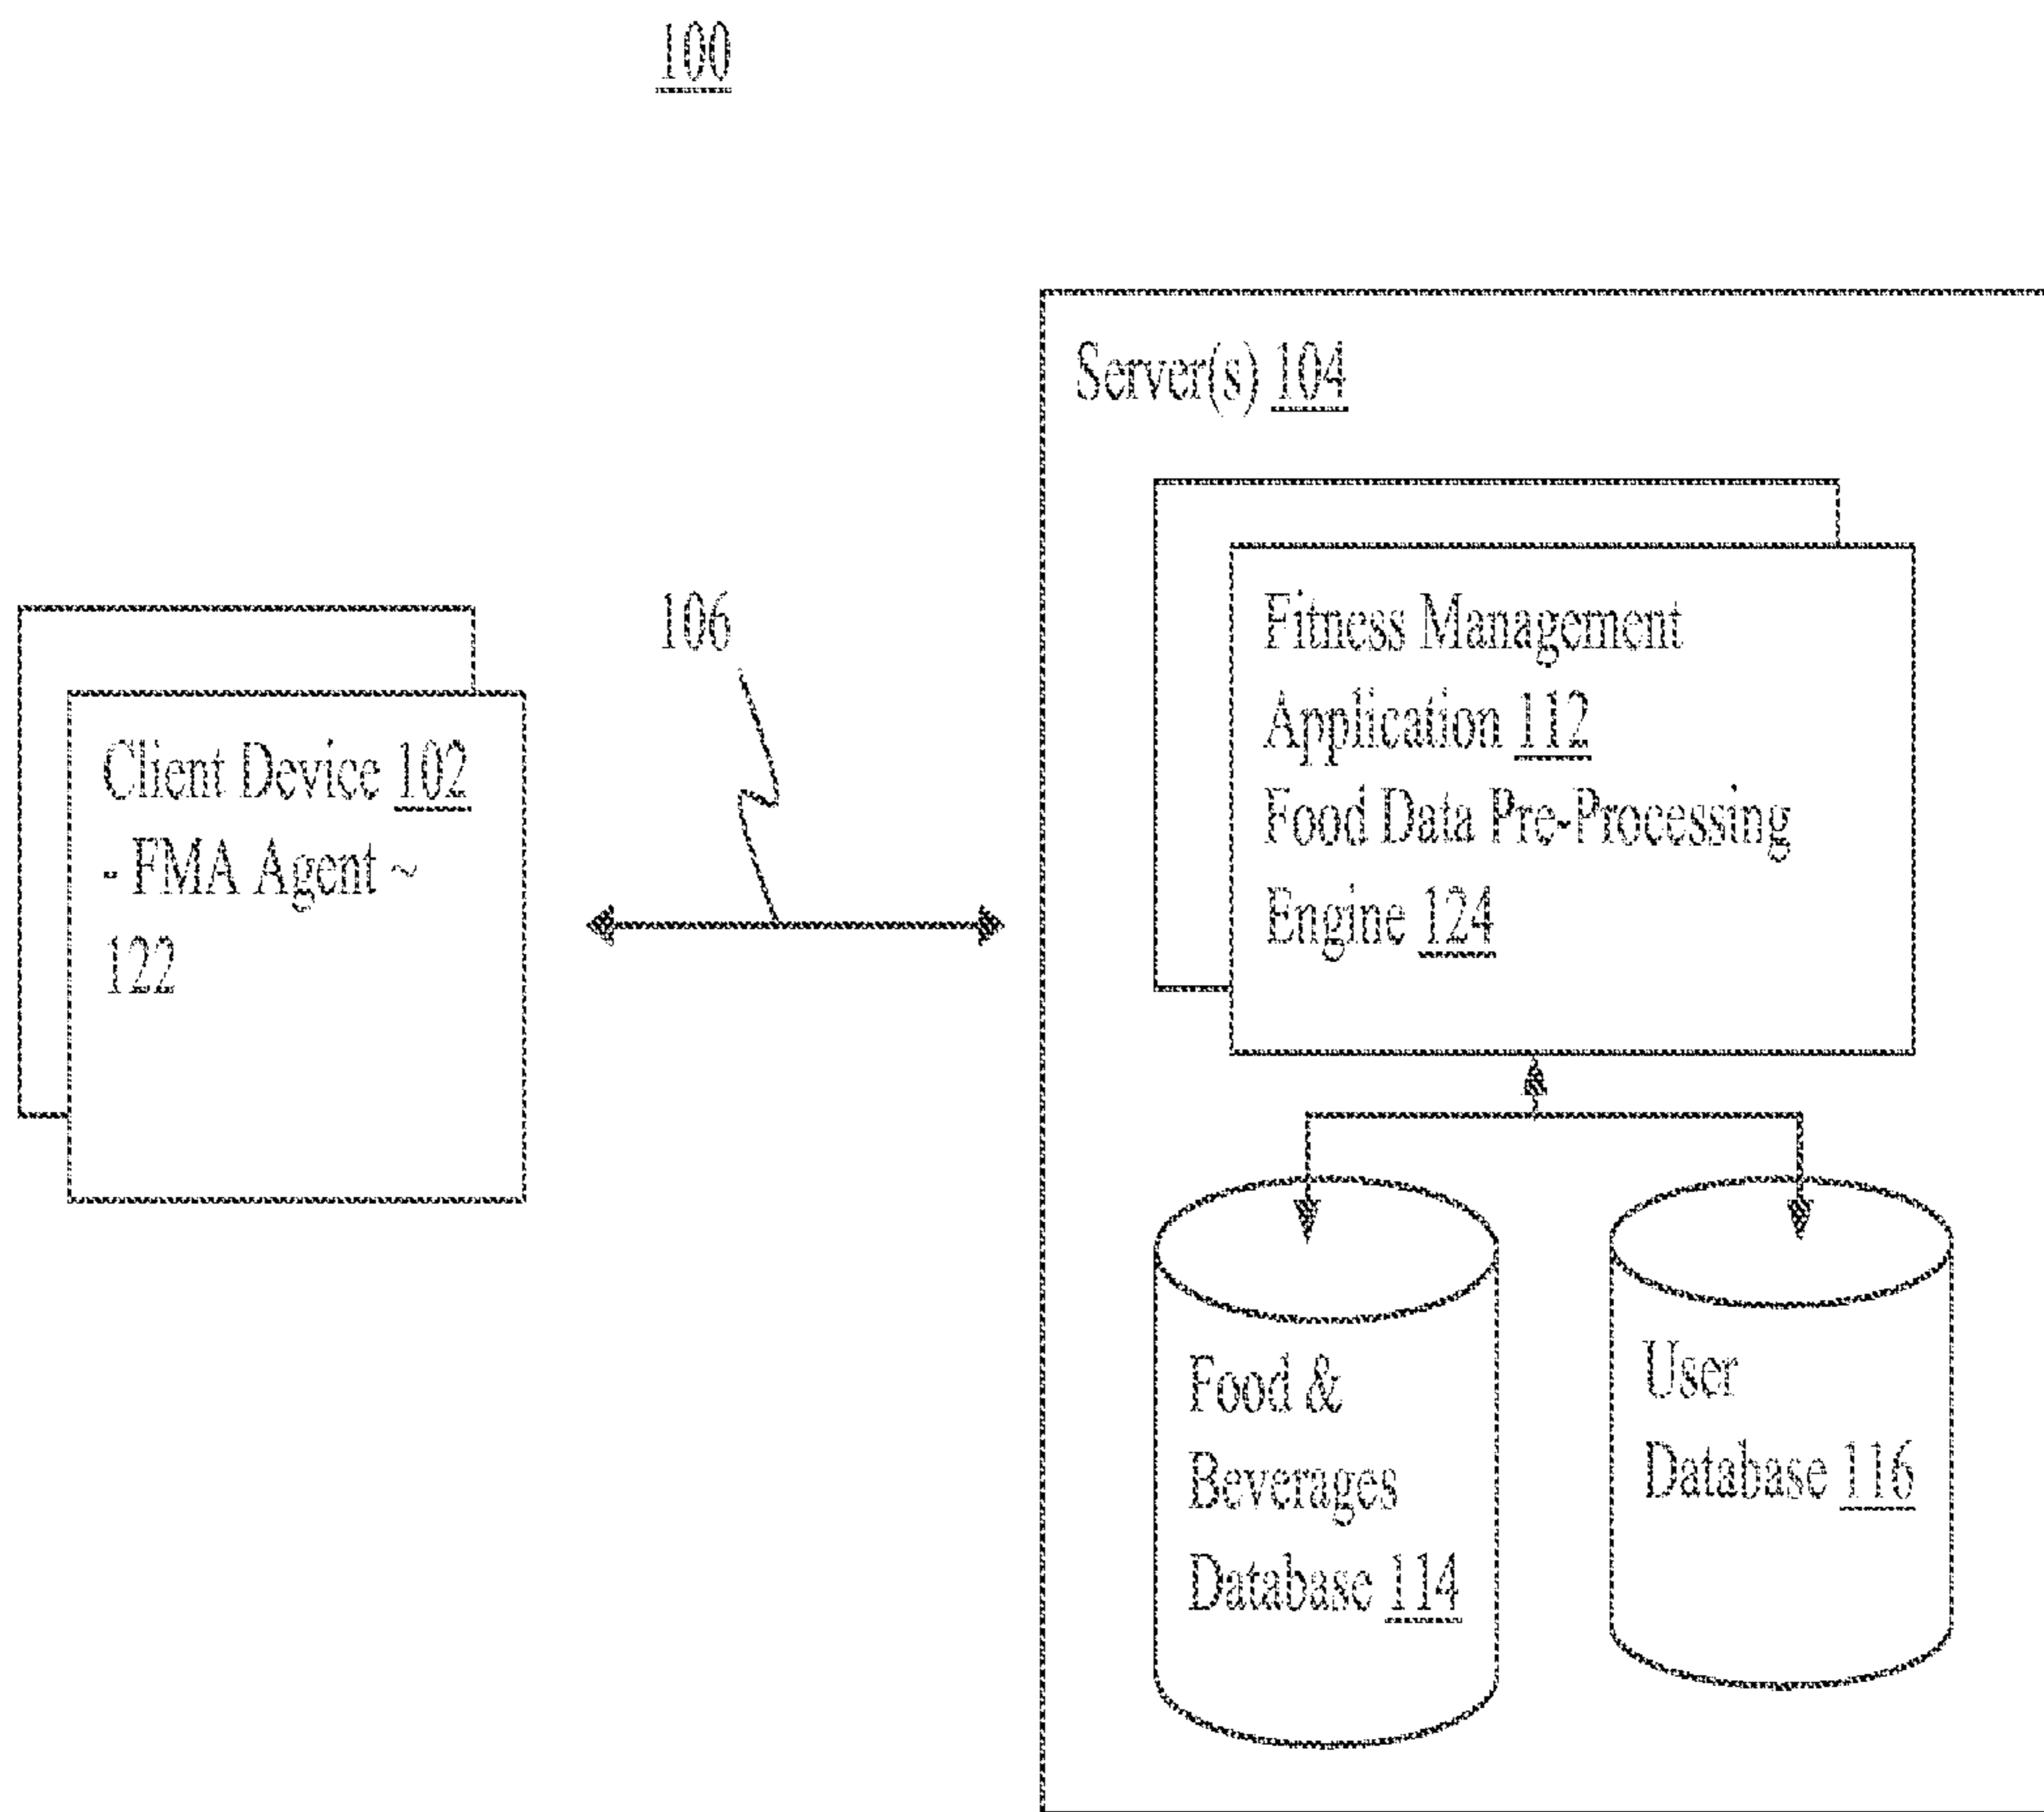 100
Server(s) 104
Fitness Management
Application 112
Food Data Pre-Processing
Engine 124
106
Client Device 102
- FMA Agent ~
122
Food &
Beverages
Database 114
User
Database 116